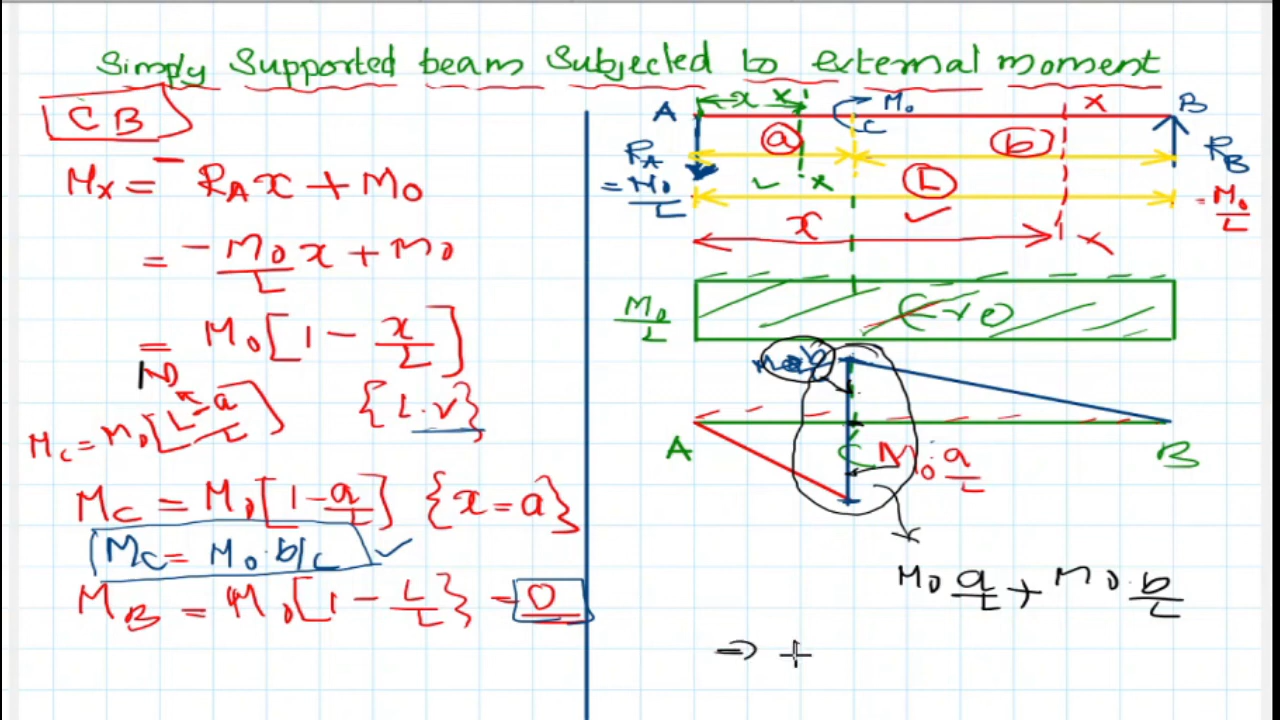 Simply Supported beam Subjected to external moment
C B
Mx = - RA x + M0
= - M0/L x + M0
= M0 [1 - x/L]
Mc = M0 [L-a/L] {L.V}
Mc = M0 [1 - a/L] {x = a}
Mc = M0 . b/L
MB = M0 [1 - L/L} = 0
A x x C M0 x B
a b
RA = M0/L x L RB = M0/L
x x
M0/L (-ve)
M0 b
A C M0 . a/L B
M0 a/L + M0 . b/L
⇒ +